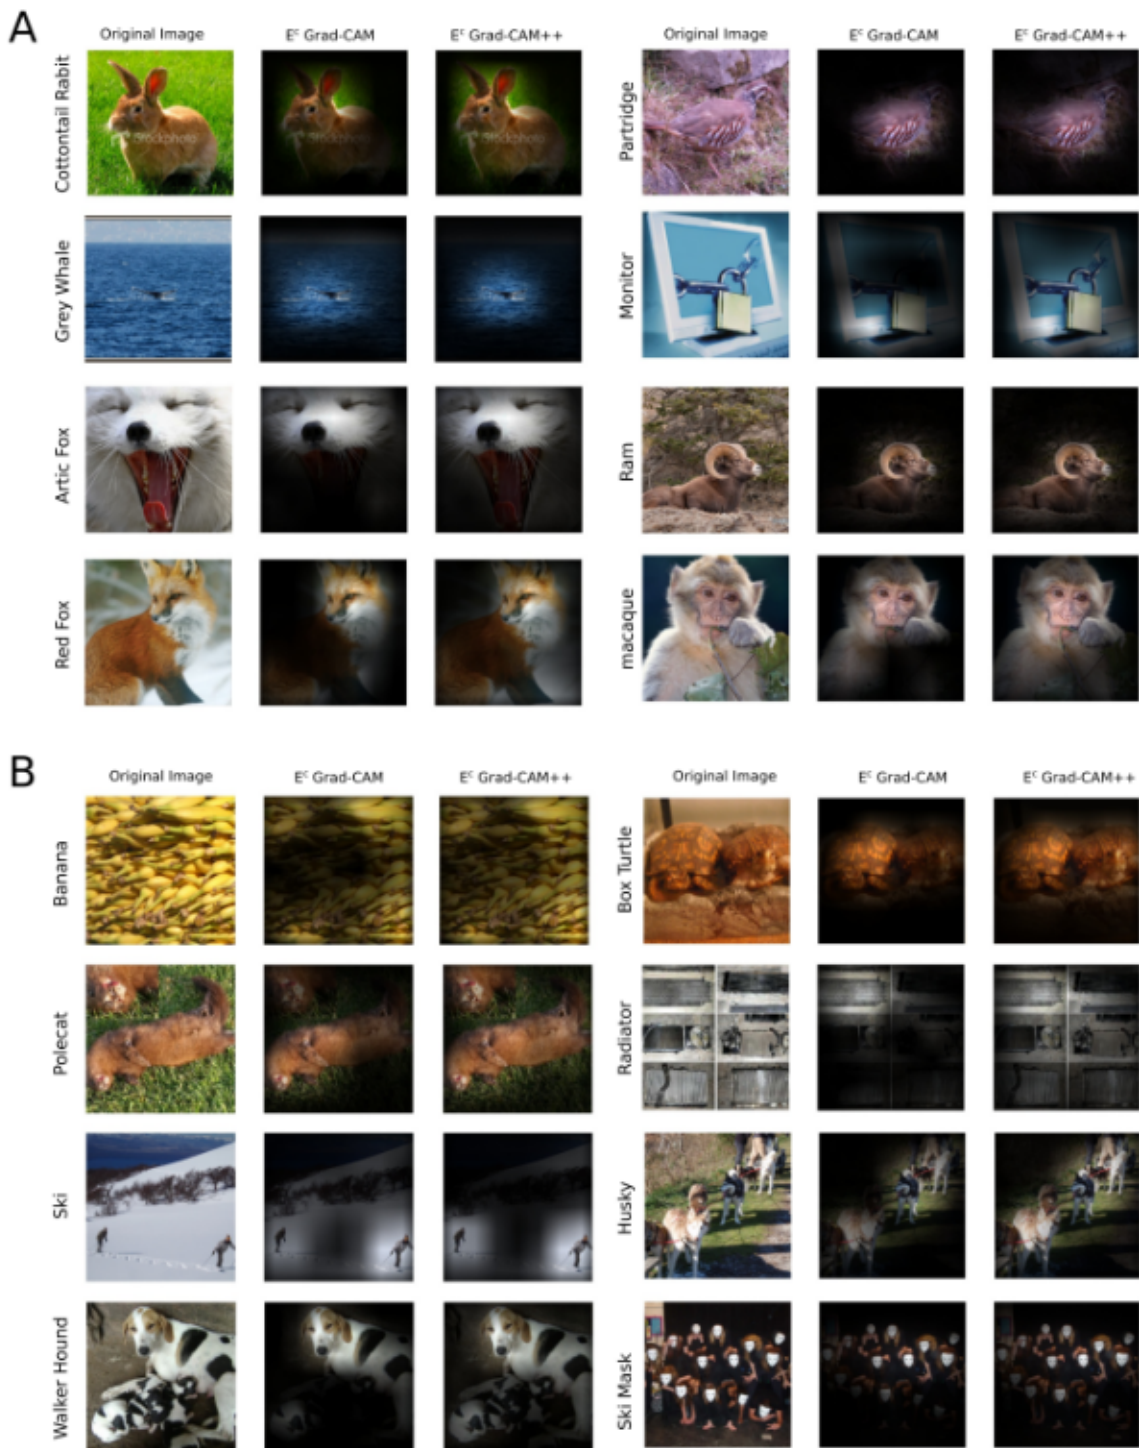 A
Original Image E^c Grad-CAM E^c Grad-CAM++ Original Image E^c Grad-CAM E^c Grad-CAM++
Cottontail Rabit
iStockphoto
Partridge
Grey Whale
Monitor
Artic Fox
Ram
Red Fox
macaque
B
Original Image E^c Grad-CAM E^c Grad-CAM++ Original Image E^c Grad-CAM E^c Grad-CAM++
Banana
Box Turtle
Polecat
Radiator
Ski
Husky
Walker Hound
Ski Mask